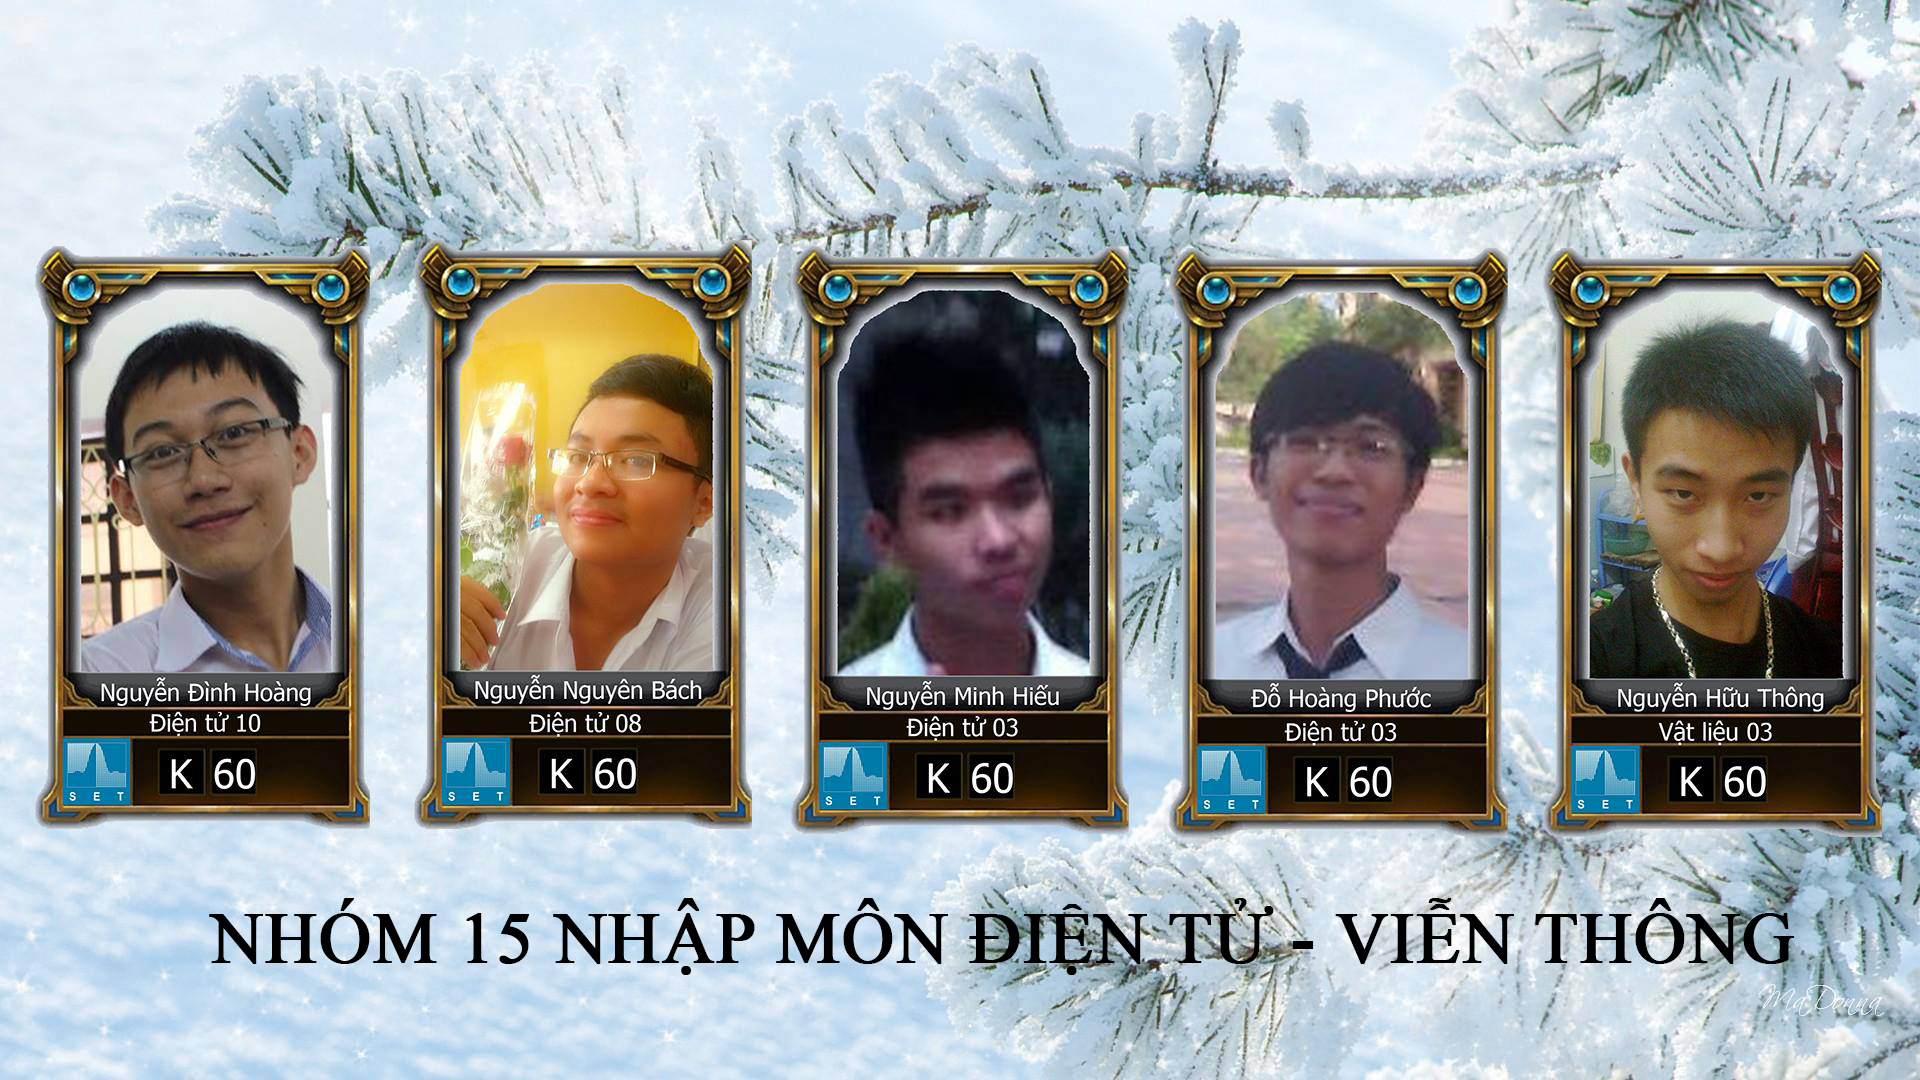 Nguyễn Đình Hoàng
Điện tử 10
SET
K 60
Nguyễn Nguyên Bách
Điện tử 08
SET
K 60
Nguyễn Minh Hiếu
Điện tử 03
SET
K 60
Đỗ Hoàng Phước
Điện tử 03
SET
K 60
Nguyễn Hữu Thông
Vật liệu 03
SET
K 60
NHÓM 15 NHẬP MÔN ĐIỆN TỬ - VIỄN THÔNG
MaDonna